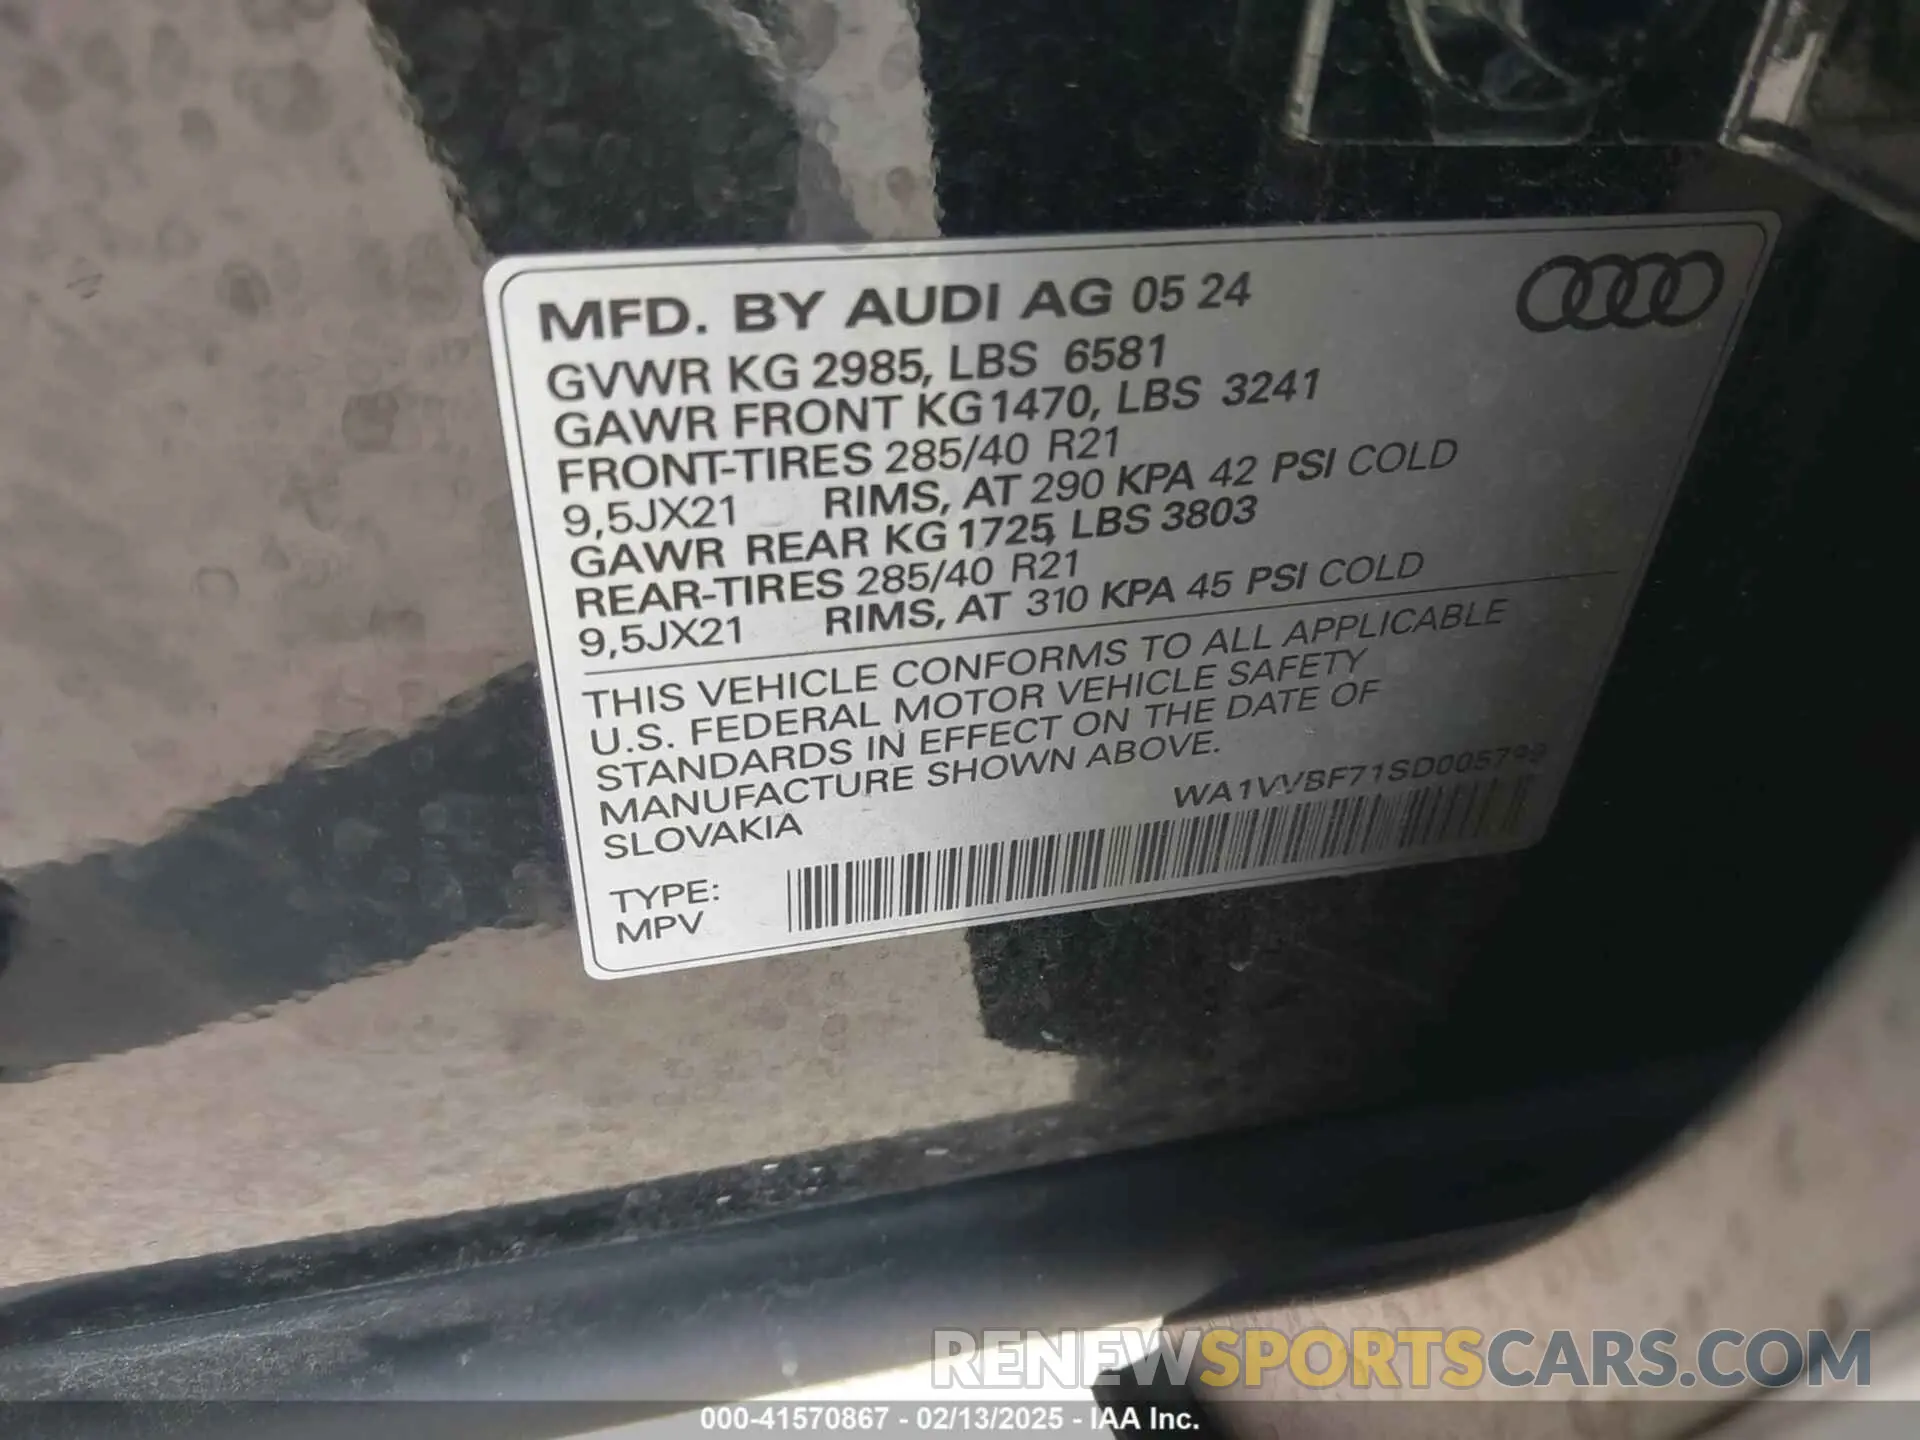 MFD. BY AUDI AG 05 24
GVWR KG 2985, LBS 6581
GAWR FRONT KG 1470, LBS 3241
FRONT-TIRES 285/40 R21
9,5JX21 RIMS, AT 290 KPA 42 PSI COLD
GAWR REAR KG 1725, LBS 3803
REAR-TIRES 285/40 R21
9,5JX21 RIMS, AT 310 KPA 45 PSI COLD
THIS VEHICLE CONFORMS TO ALL APPLICABLE
U.S. FEDERAL MOTOR VEHICLE SAFETY
STANDARDS IN EFFECT ON THE DATE OF
MANUFACTURE SHOWN ABOVE.
SLOVAKIA
TYPE:
MPV
RENEWSPORTSCARS.COM
000-41570867 - 02/13/2025 - IAA Inc.